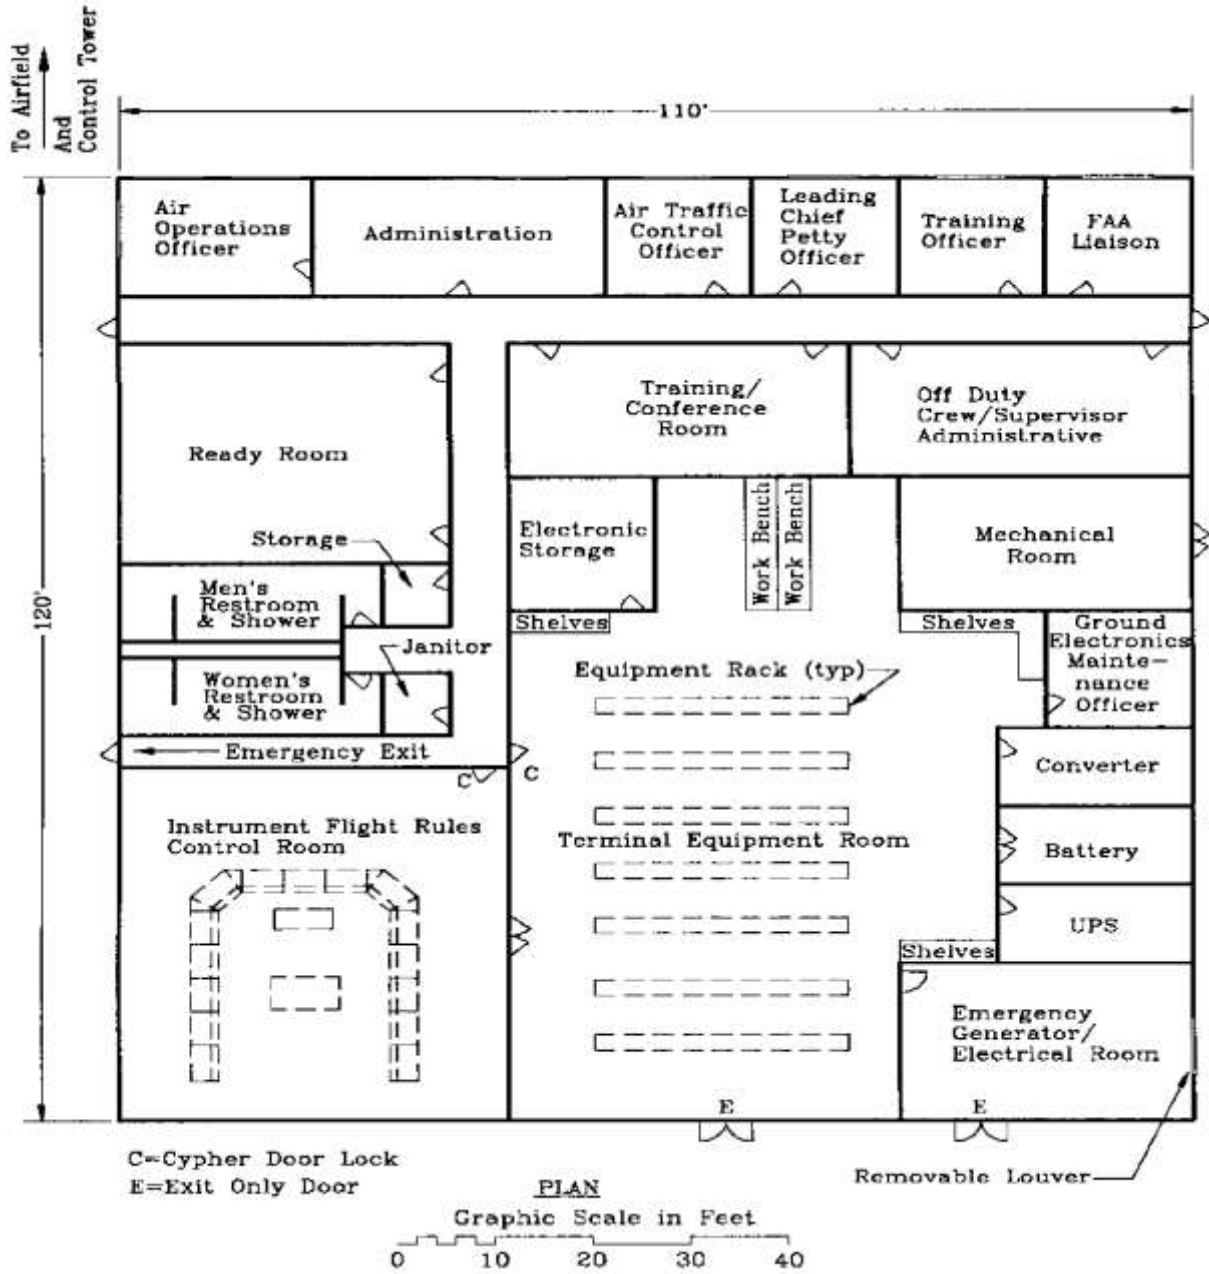 To Airfield
And
Control Tower
110'
120'
Air
Operations
Officer
Administration
Air Traffic
Control
Officer
Leading
Chief
Petty
Officer
Training
Officer
FAA
Liaison
Ready Room
Training/
Conference
Room
Off Duty
Crew/Supervisor
Administrative
Storage
Electronic
Storage
Work Bench
Work Bench
Mechanical
Room
Men's
Restroom
& Shower
Shelves
Shelves
Ground
Electronics
Mainte-
nance
Officer
Janitor
Equipment Rack (typ)
Women's
Restroom
& Shower
Emergency Exit
C
C
Converter
Instrument Flight Rules
Control Room
Terminal Equipment Room
Battery
UPS
Shelves
Emergency
Generator/
Electrical Room
E
E
C=Cypher Door Lock
E=Exit Only Door
Removable Louver
PLAN
Graphic Scale in Feet
0 10 20 30 40